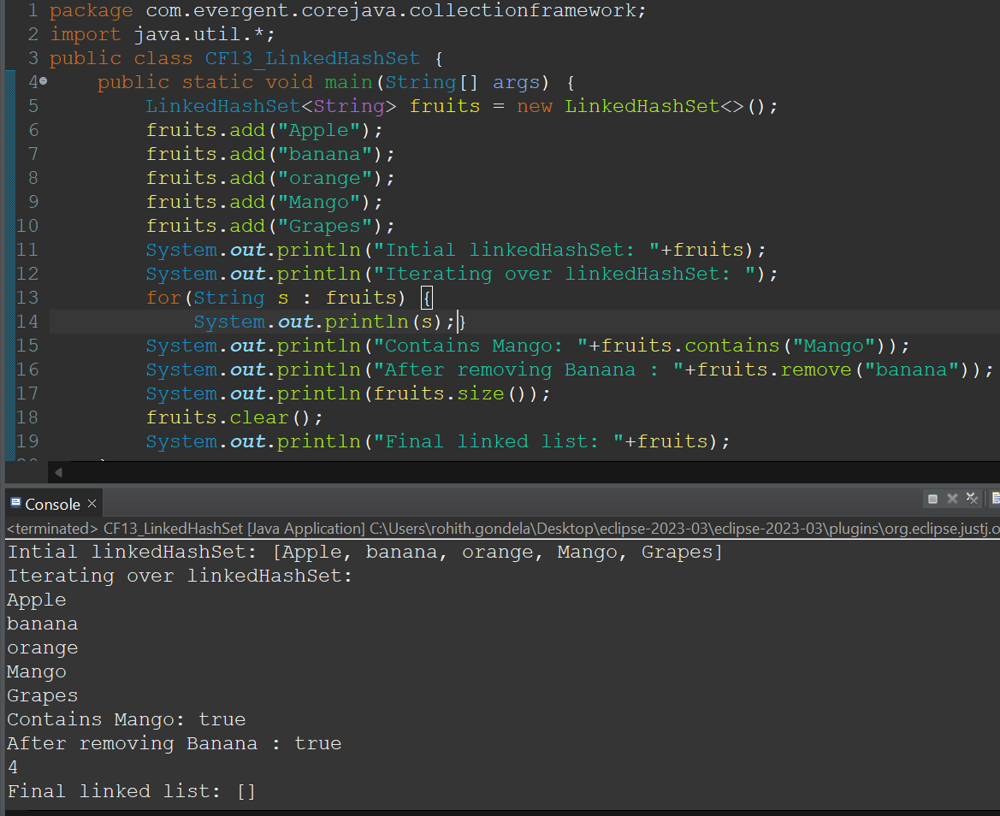 1 package com.evergent.corejava.collectionframework;
2 import java.util.*;
3 public class CF13_LinkedHashSet {
4 public static void main(String[] args) {
5 LinkedHashSet<String> fruits = new LinkedHashSet<>();
6 fruits.add("Apple");
7 fruits.add("banana");
8 fruits.add("orange");
9 fruits.add("Mango");
10 fruits.add("Grapes");
11 System.out.println("Intial linkedHashSet: "+fruits);
12 System.out.println("Iterating over linkedHashSet: ");
13 for(String s : fruits) {
14 System.out.println(s);}
15 System.out.println("Contains Mango: "+fruits.contains("Mango"));
16 System.out.println("After removing Banana : "+fruits.remove("banana"));
17 System.out.println(fruits.size());
18 fruits.clear();
19 System.out.println("Final linked list: "+fruits);
Console
<terminated> CF13_LinkedHashSet [Java Application] C:\Users\rohith.gondela\Desktop\eclipse-2023-03\eclipse-2023-03\plugins\org.eclipse.justj.o
Intial linkedHashSet: [Apple, banana, orange, Mango, Grapes]
Iterating over linkedHashSet:
Apple
banana
orange
Mango
Grapes
Contains Mango: true
After removing Banana : true
4
Final linked list: []